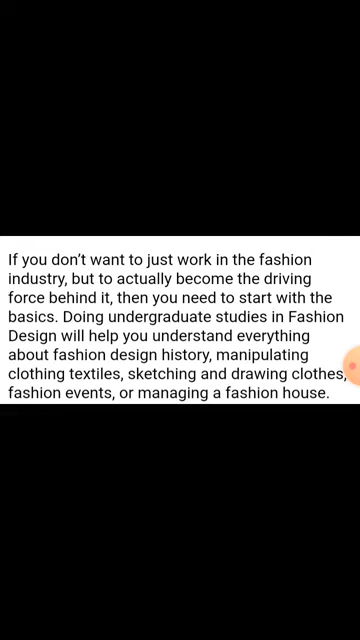 If you don’t want to just work in the fashion
industry, but to actually become the driving
force behind it, then you need to start with the
basics. Doing undergraduate studies in Fashion
Design will help you understand everything
about fashion design history, manipulating
clothing textiles, sketching and drawing clothes,
fashion events, or managing a fashion house.